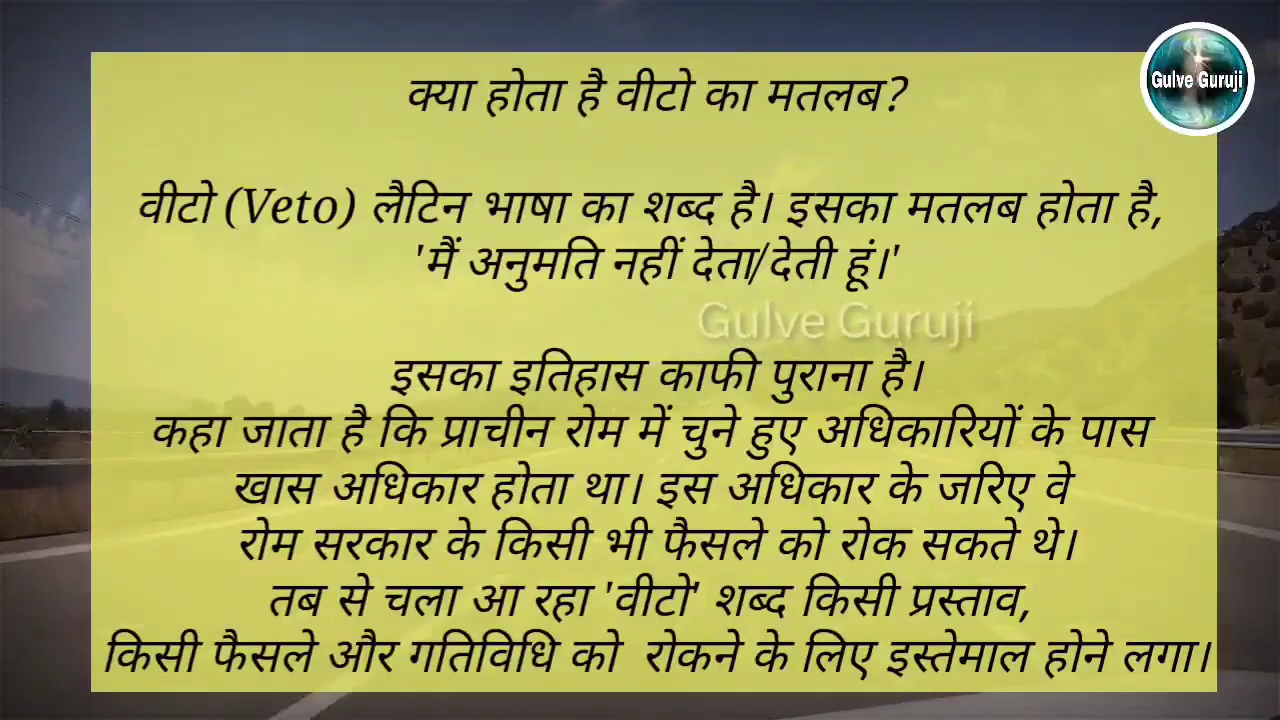 Gulve Guruji
क्या होता है वीटो का मतलब?
वीटो (Veto) लैटिन भाषा का शब्द है। इसका मतलब होता है,
'मैं अनुमति नहीं देता/देती हूं।'
Gulve Guruji
इसका इतिहास काफी पुराना है।
कहा जाता है कि प्राचीन रोम में चुने हुए अधिकारियों के पास
खास अधिकार होता था। इस अधिकार के जरिए वे
रोम सरकार के किसी भी फैसले को रोक सकते थे।
तब से चला आ रहा 'वीटो' शब्द किसी प्रस्ताव,
किसी फैसले और गतिविधि को रोकने के लिए इस्तेमाल होने लगा।